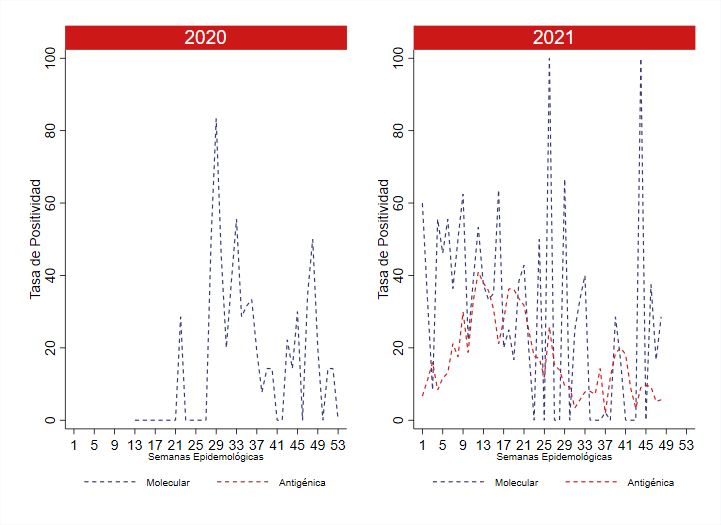 2020
2021
Tasa de Positividad
0
20
40
60
80
100
1 5 9 13 17 21 25 29 33 37 41 45 49 53
Semanas Epidemológicas
Molecular Antigénica
Tasa de Positividad
0
20
40
60
80
100
1 5 9 13 17 21 25 29 33 37 41 45 49 53
Semanas Epidemológicas
Molecular Antigénica